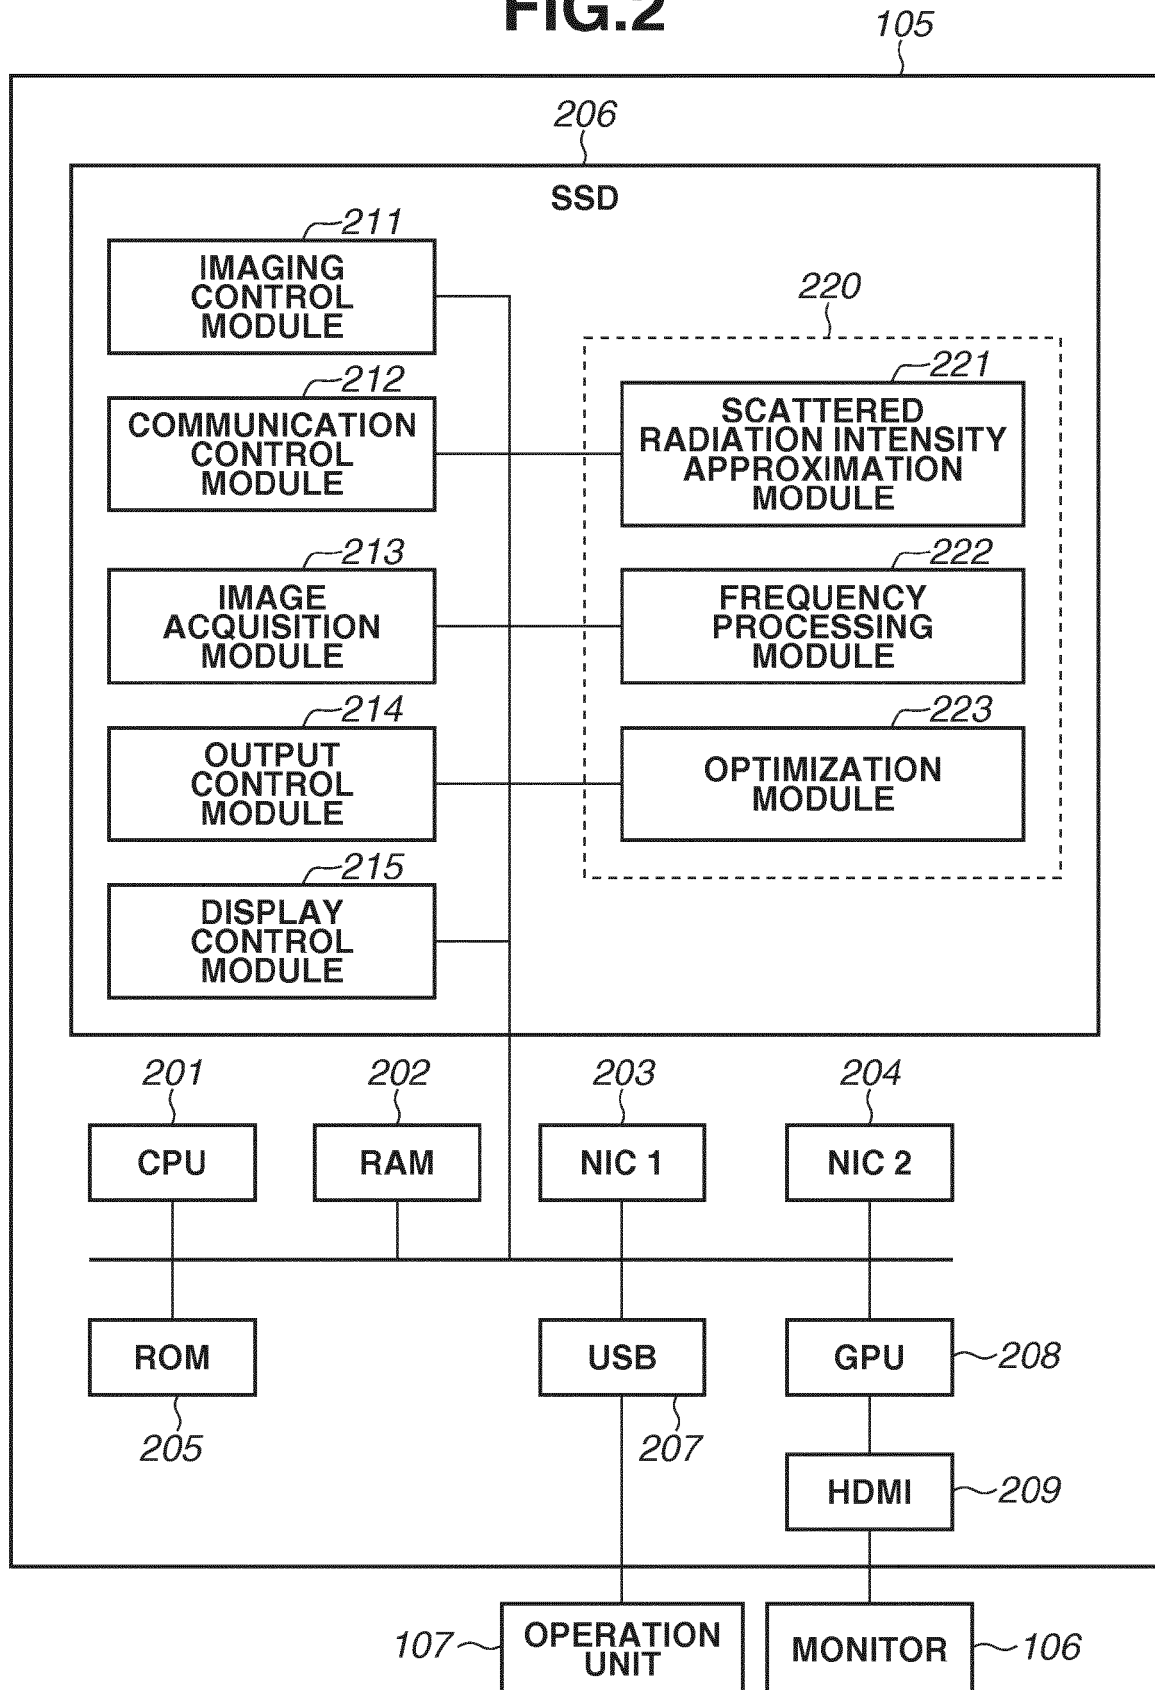 FIG.2
105
206
SSD
211
IMAGING
CONTROL
MODULE
212
COMMUNICATION
CONTROL
MODULE
213
IMAGE
ACQUISITION
MODULE
214
OUTPUT
CONTROL
MODULE
215
DISPLAY
CONTROL
MODULE
220
221
SCATTERED
RADIATION INTENSITY
APPROXIMATION
MODULE
222
FREQUENCY
PROCESSING
MODULE
223
OPTIMIZATION
MODULE
201
202
203
204
CPU
RAM
NIC 1
NIC 2
ROM
USB
GPU
208
205
207
HDMI
209
107
OPERATION
UNIT
MONITOR
106